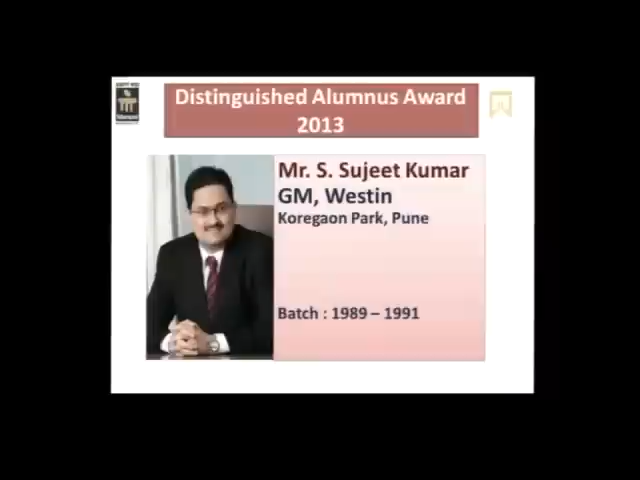 Distinguished Alumnus Award
2013
Mr. S. Sujeet Kumar
GM, Westin
Koregaon Park, Pune
Batch : 1989 – 1991